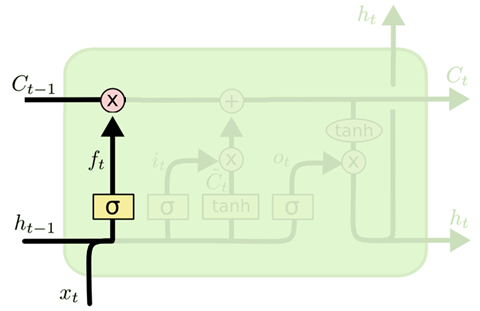 h_t
C_{t-1} x + C_t
tanh
f_t i_t x o_t x
C̃_t
σ σ tanh σ
h_{t-1} h_t
x_t